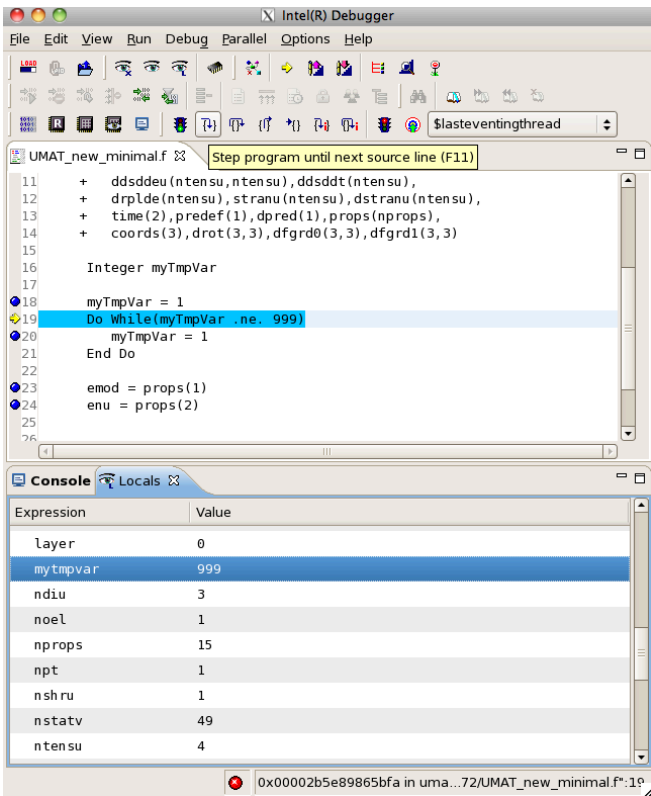 Intel(R) Debugger
File Edit View Run Debug Parallel Options Help
LOAD
$lasteventingthread
UMAT_new_minimal.f
Step program until next source line (F11)
11 + ddsddeu(ntensu,ntensu),ddsddt(ntensu),
12 + drplde(ntensu),stranu(ntensu),dstranu(ntensu),
13 + time(2),predef(1),dpred(1),props(nprops),
14 + coords(3),drot(3,3),dfgrd0(3,3),dfgrd1(3,3)
15
16 Integer myTmpVar
17
18 myTmpVar = 1
19 Do While(myTmpVar .ne. 999)
20 myTmpVar = 1
21 End Do
22
23 emod = props(1)
24 enu = props(2)
25
26
Console Locals
Expression Value
layer 0
mytmpvar 999
ndiu 3
noel 1
nprops 15
npt 1
nshru 1
nstatv 49
ntensu 4
0x00002b5e89865bfa in uma...72/UMAT_new_minimal.f":19